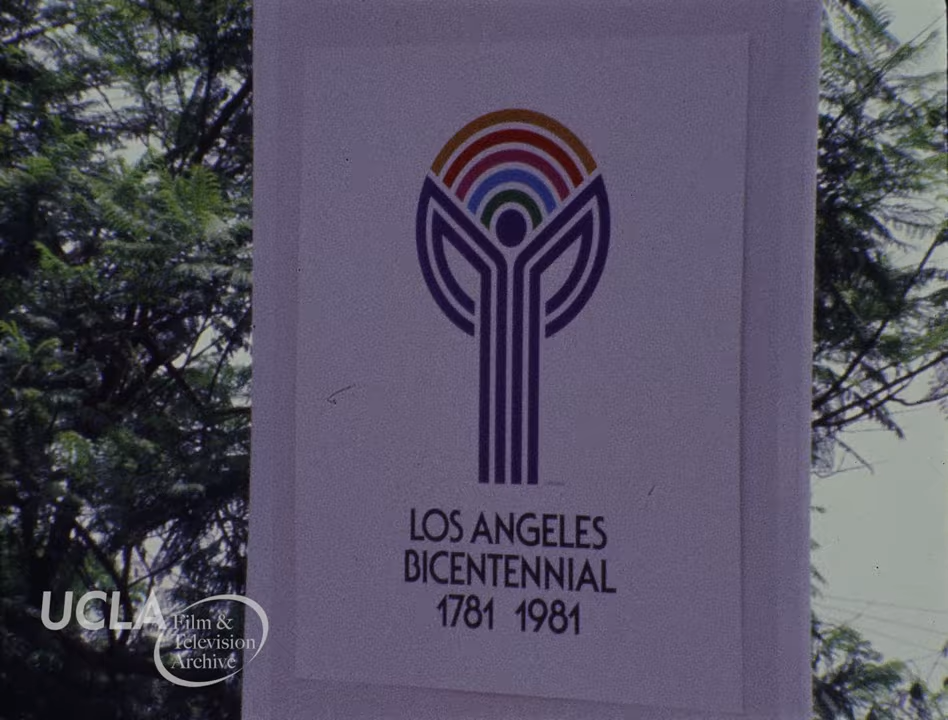 LOS ANGELES
BICENTENNIAL
1781 1981
UCLA
Film &
Television
Archive